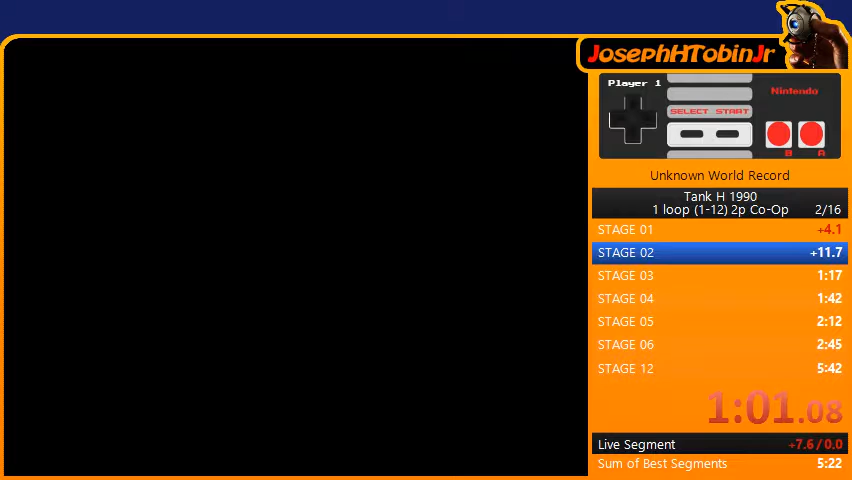 JosephHTobinJr
Player 1
Nintendo
SELECT START
B A
Unknown World Record
Tank H 1990
1 loop (1-12) 2p Co-Op 2/16
STAGE 01 +4.1
STAGE 02 +11.7
STAGE 03 1:17
STAGE 04 1:42
STAGE 05 2:12
STAGE 06 2:45
STAGE 12 5:42
1:01.08
Live Segment +7.6/0.0
Sum of Best Segments 5:22